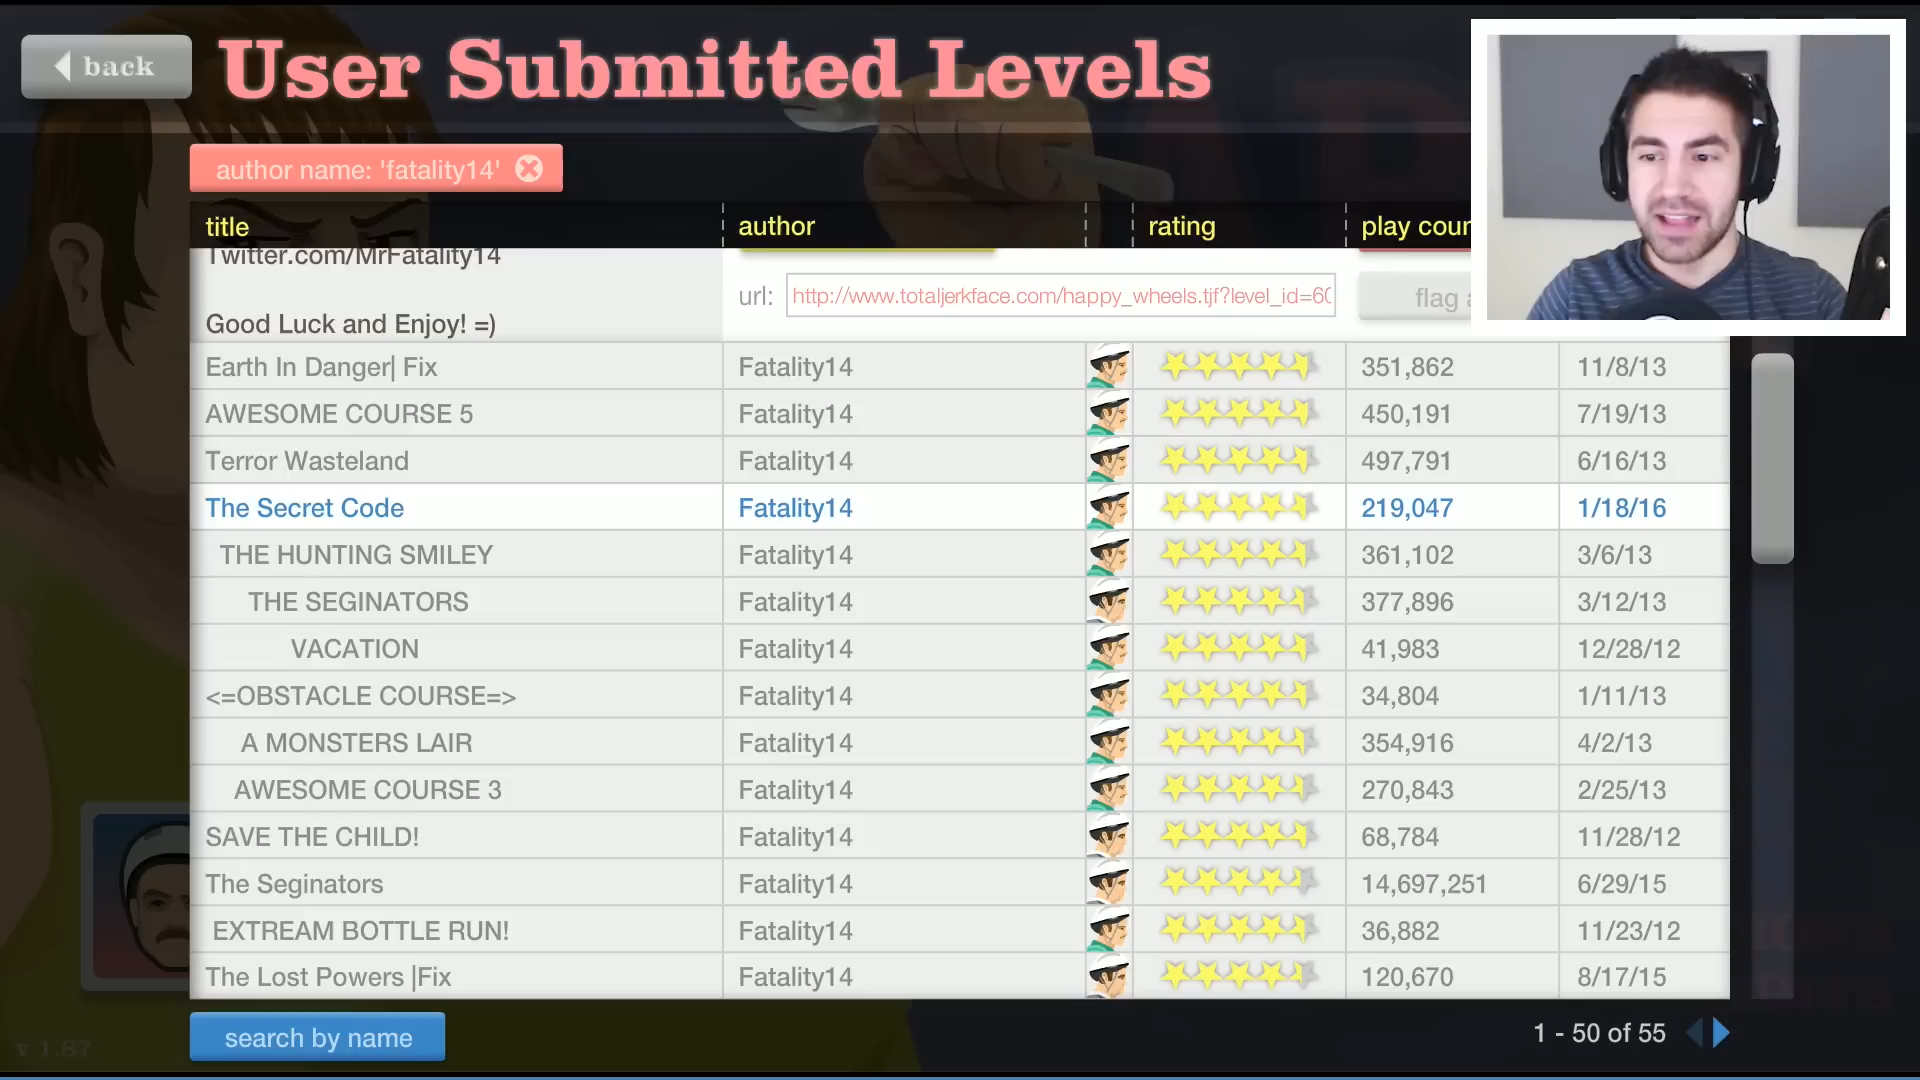 back
User Submitted Levels
author name: 'fatality14'
title author rating play coun
Twitter.com/MrFatality14
url: http://www.totaljerkface.com/happy_wheels.tjf?level_id=60
flag
Good Luck and Enjoy! =)
Earth In Danger| Fix Fatality14 351,862 11/8/13
AWESOME COURSE 5 Fatality14 450,191 7/19/13
Terror Wasteland Fatality14 497,791 6/16/13
The Secret Code Fatality14 219,047 1/18/16
THE HUNTING SMILEY Fatality14 361,102 3/6/13
THE SEGINATORS Fatality14 377,896 3/12/13
VACATION Fatality14 41,983 12/28/12
<=OBSTACLE COURSE=> Fatality14 34,804 1/11/13
A MONSTERS LAIR Fatality14 354,916 4/2/13
AWESOME COURSE 3 Fatality14 270,843 2/25/13
SAVE THE CHILD! Fatality14 68,784 11/28/12
The Seginators Fatality14 14,697,251 6/29/15
EXTREAM BOTTLE RUN! Fatality14 36,882 11/23/12
The Lost Powers |Fix Fatality14 120,670 8/17/15
search by name
1 - 50 of 55
v 1.87